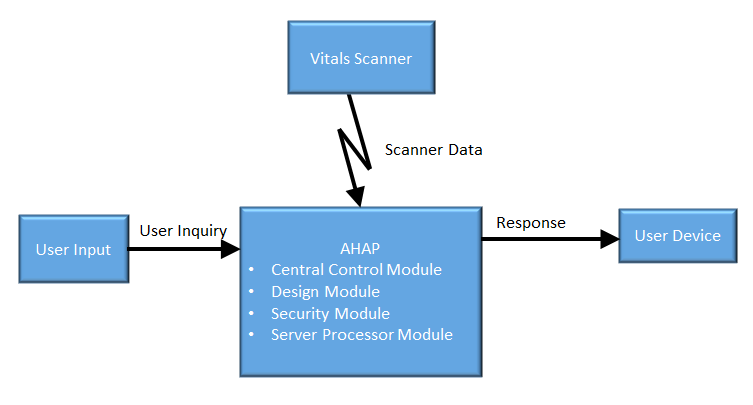 Vitals Scanner
Scanner Data
User Input
User Inquiry
AHAP
• Central Control Module
• Design Module
• Security Module
• Server Processor Module
Response
User Device